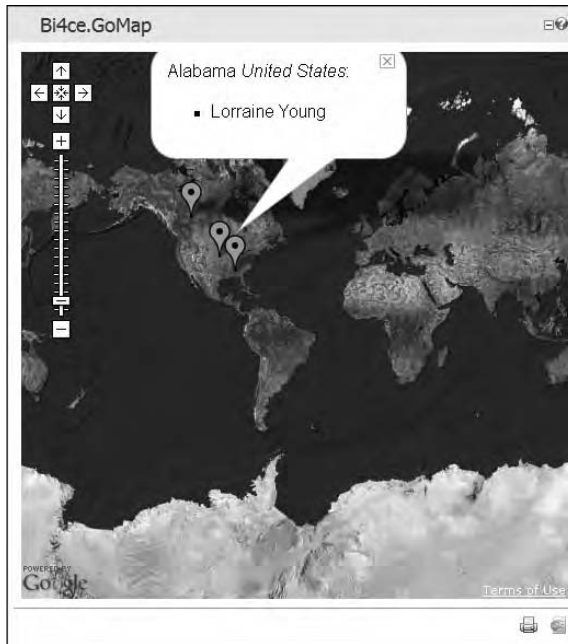 Bi4ce.GoMap
Alabama United States:
▪ Lorraine Young
POWERED BY
Google
Terms of Use